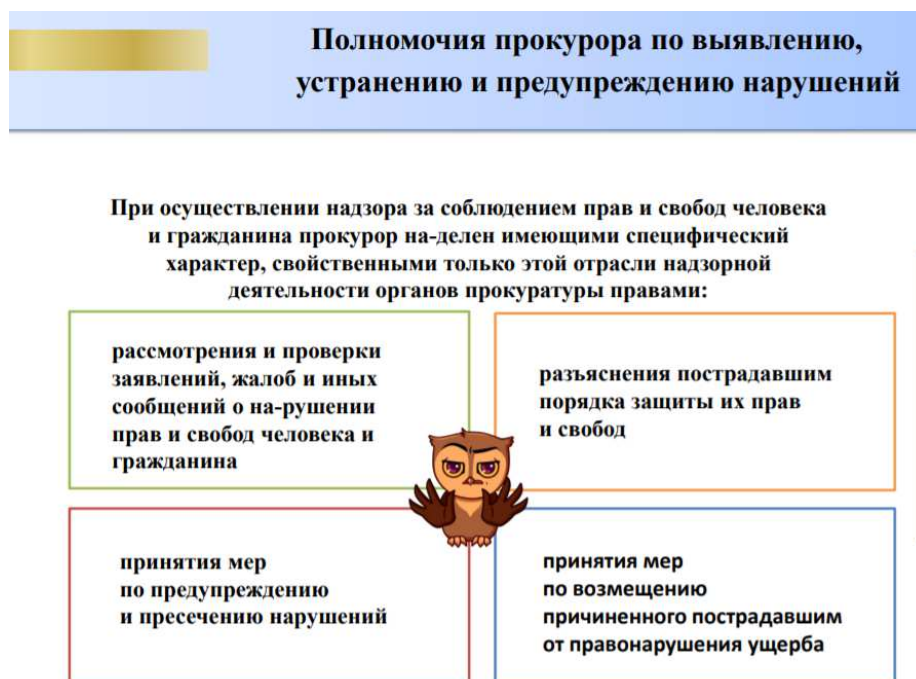 Полномочия прокурора по выявлению,
устранению и предупреждению нарушений
При осуществлении надзора за соблюдением прав и свобод человека
и гражданина прокурор на-делен имеющими специфический
характер, свойственными только этой отрасли надзорной
деятельности органов прокуратуры правами:
рассмотрения и проверки
заявлений, жалоб и иных
сообщений о на-рушении
прав и свобод человека и
гражданина
разъяснения пострадавшим
порядка защиты их прав
и свобод
принятия мер
по предупреждению
и пресечению нарушений
принятия мер
по возмещению
причиненного пострадавшим
от правонарушения ущерба